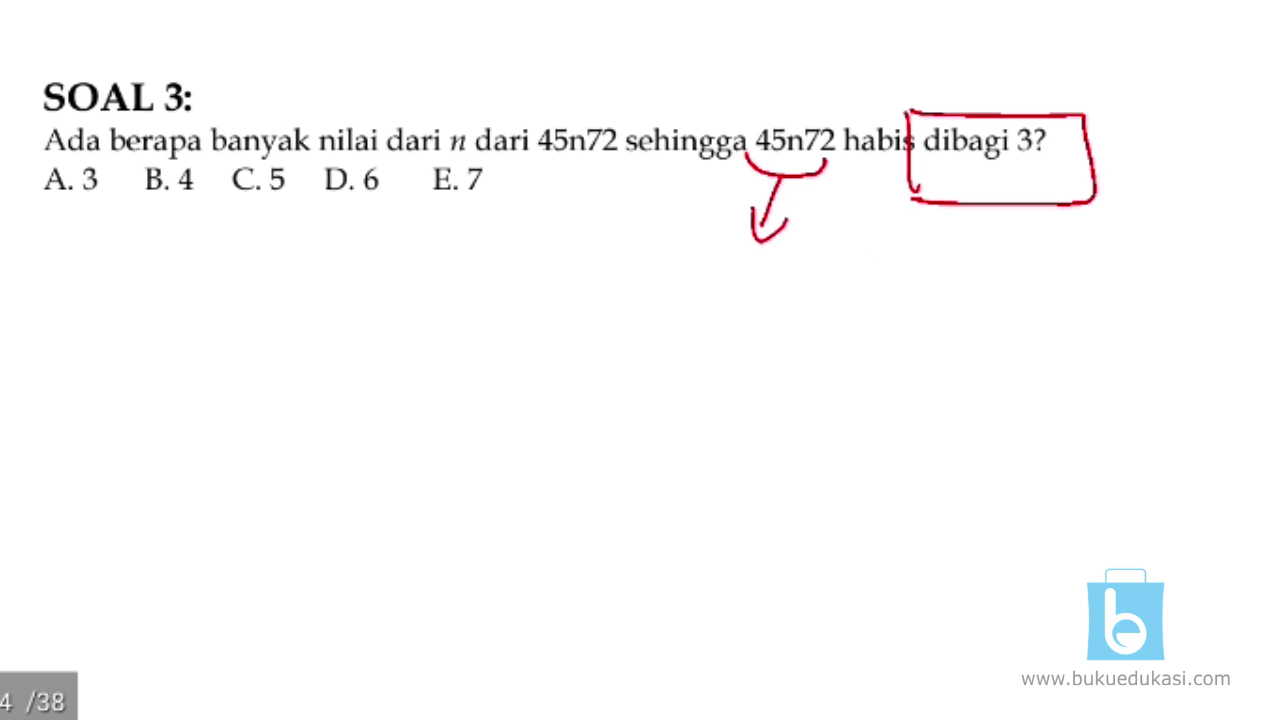 SOAL 3:
Ada berapa banyak nilai dari n dari 45n72 sehingga 45n72 habis dibagi 3?
A. 3 B. 4 C. 5 D. 6 E. 7
b
www.bukuedukasi.com
4 /38